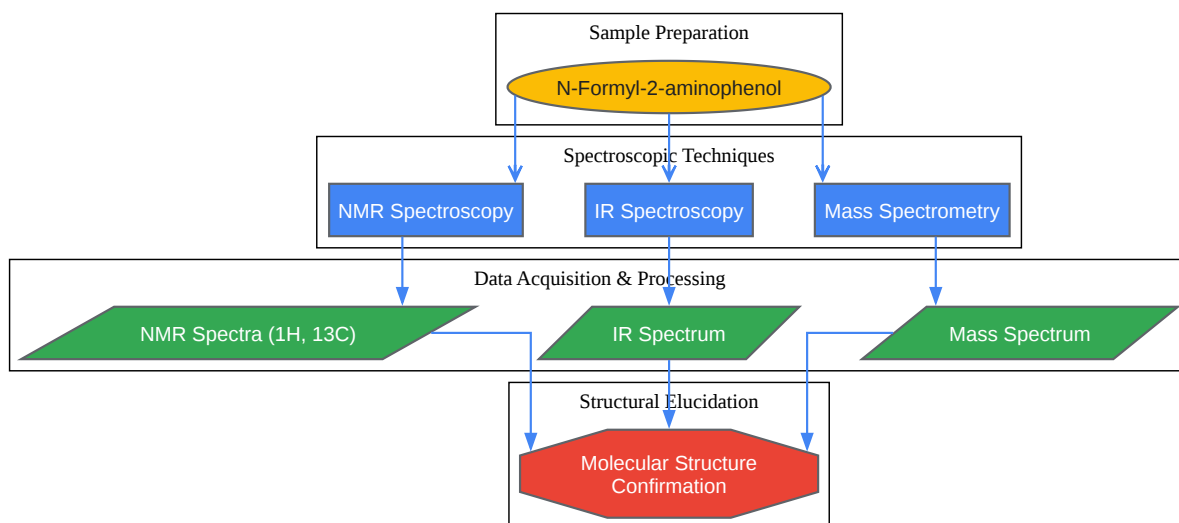 Sample Preparation
N-Formyl-2-aminophenol
Spectroscopic Techniques
NMR Spectroscopy
IR Spectroscopy
Mass Spectrometry
Data Acquisition & Processing
NMR Spectra (1H, 13C)
IR Spectrum
Mass Spectrum
Structural Elucidation
Molecular Structure
Confirmation